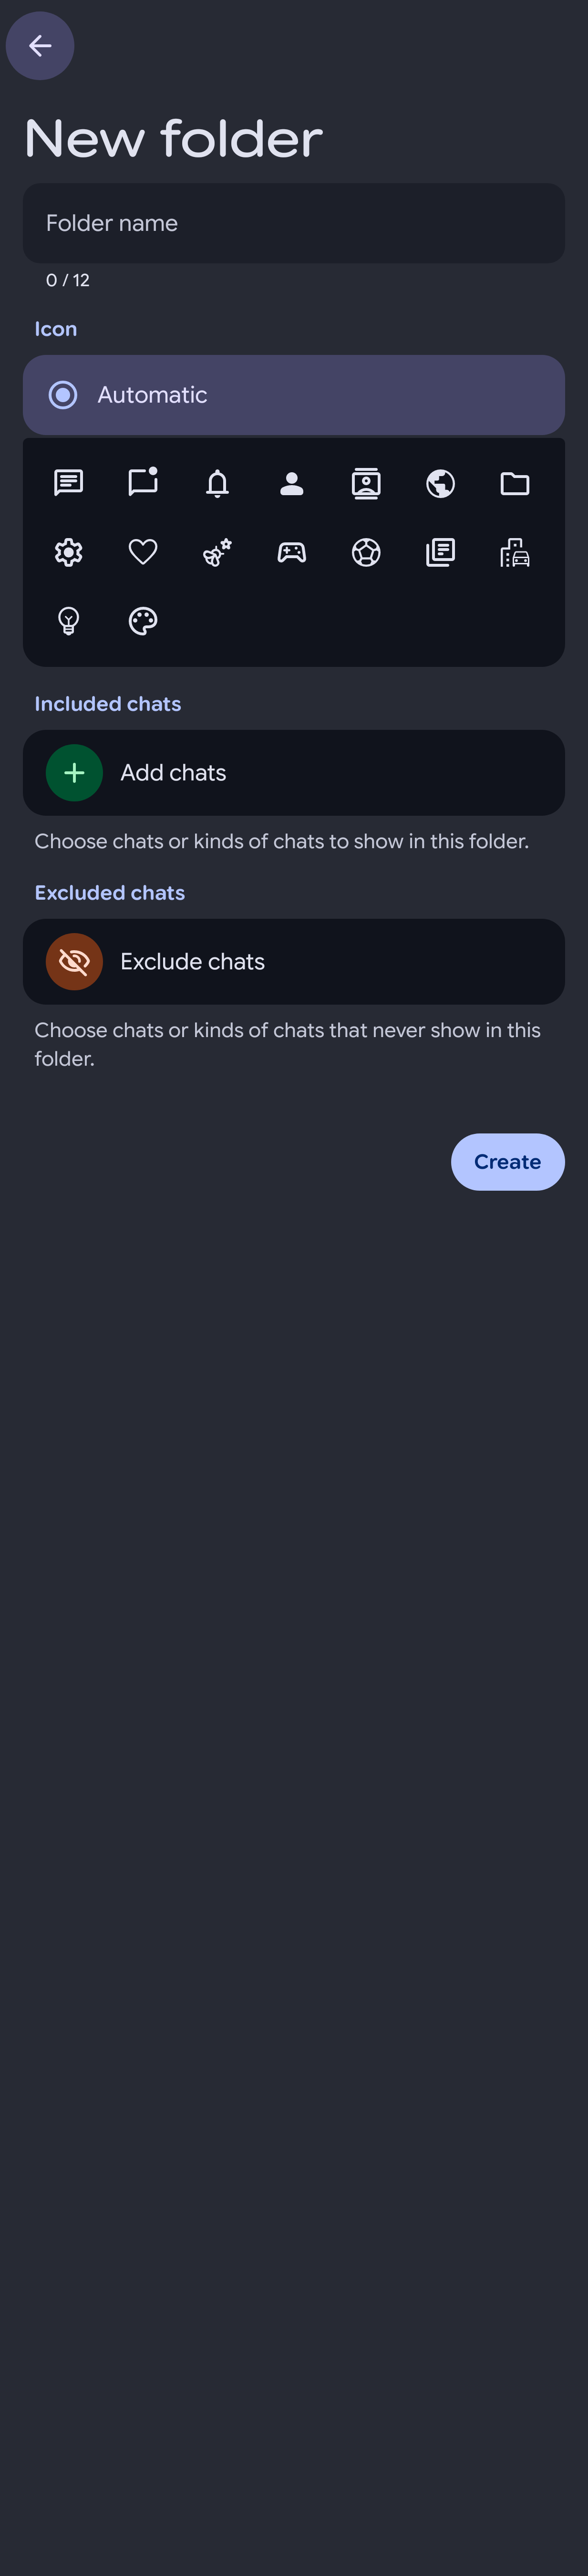 New folder
Folder name
0 / 12
Icon
Automatic
Included chats
Add chats
Choose chats or kinds of chats to show in this folder.
Excluded chats
Exclude chats
Choose chats or kinds of chats that never show in this
folder.
Create